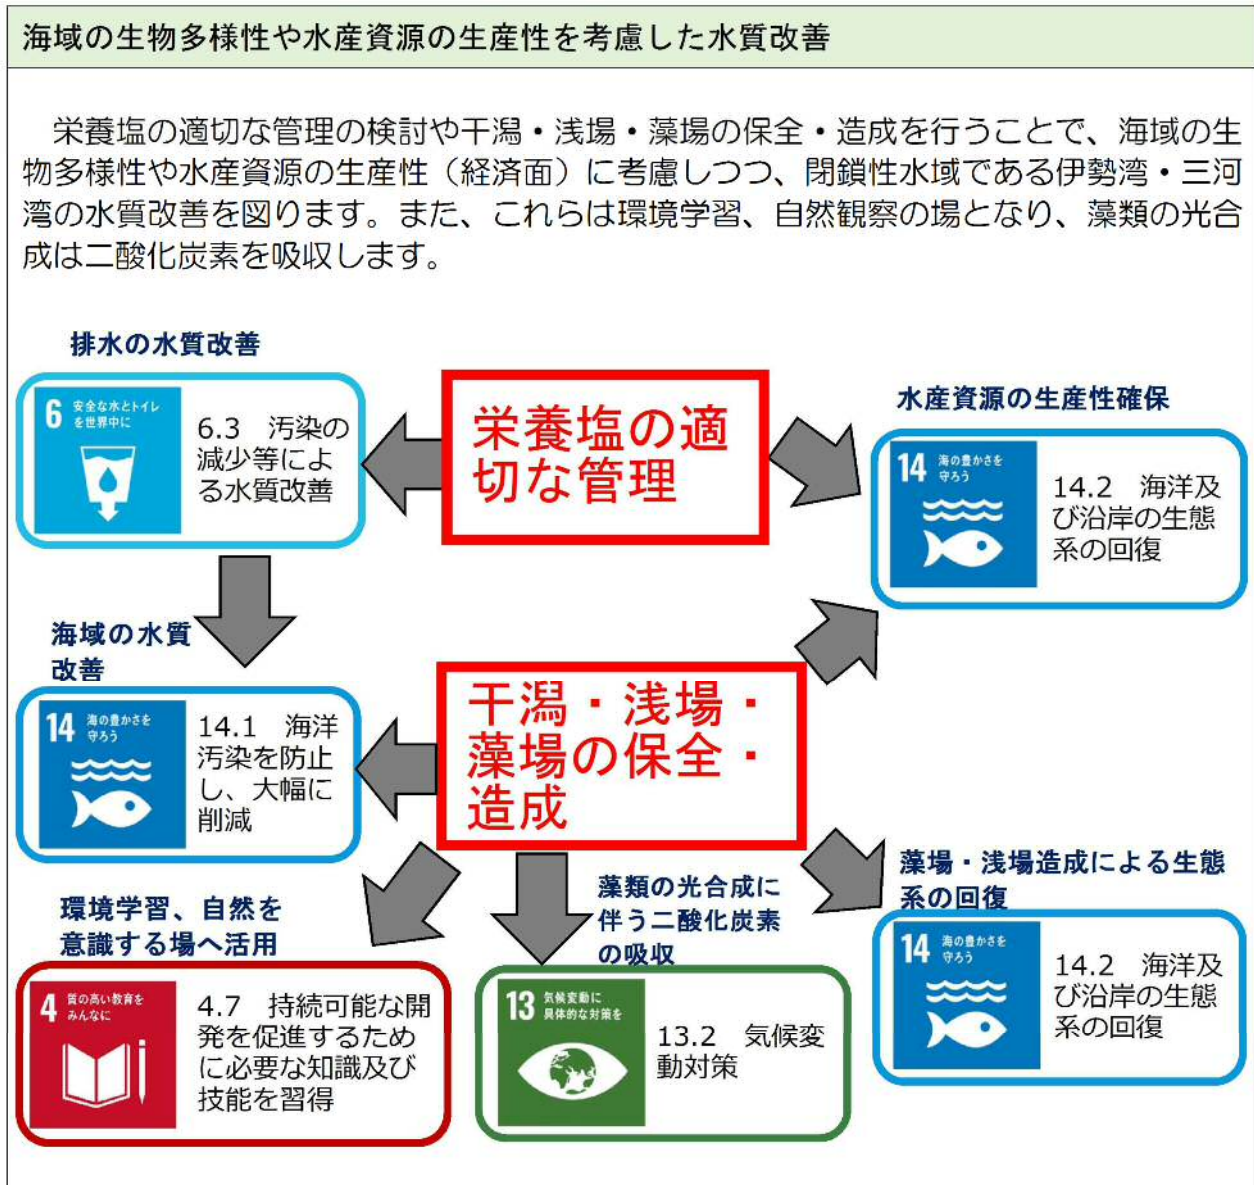 海域の生物多様性や水産資源の生産性を考慮した水質改善
栄養塩の適切な管理の検討や干潟・浅場・藻場の保全・造成を行うことで、海域の生
物多様性や水産資源の生産性（経済面）に考慮しつつ、閉鎖性水域である伊勢湾・三河
湾の水質改善を図ります。また、これらは環境学習、自然観察の場となり、藻類の光合
成は二酸化炭素を吸収します。
排水の水質改善
6 安全な水とトイレ
を世界中に
6.3 汚染の
減少等によ
る水質改善
栄養塩の適
切な管理
水産資源の生産性確保
14 海の豊かさを
守ろう
14.2 海洋及
び沿岸の生態
系の回復
海域の水質
改善
14 海の豊かさを
守ろう
14.1 海洋
汚染を防止
し、大幅に
削減
干潟・浅場・
藻場の保全・
造成
環境学習、自然を
意識する場へ活用
4 質の高い教育を
みんなに
4.7 持続可能な開
発を促進するため
に必要な知識及び
技能を習得
藻類の光合成に
伴う二酸化炭素
の吸収
13 気候変動に
具体的な対策を
13.2 気候変
動対策
藻場・浅場造成による生態
系の回復
14 海の豊かさを
守ろう
14.2 海洋及
び沿岸の生態
系の回復